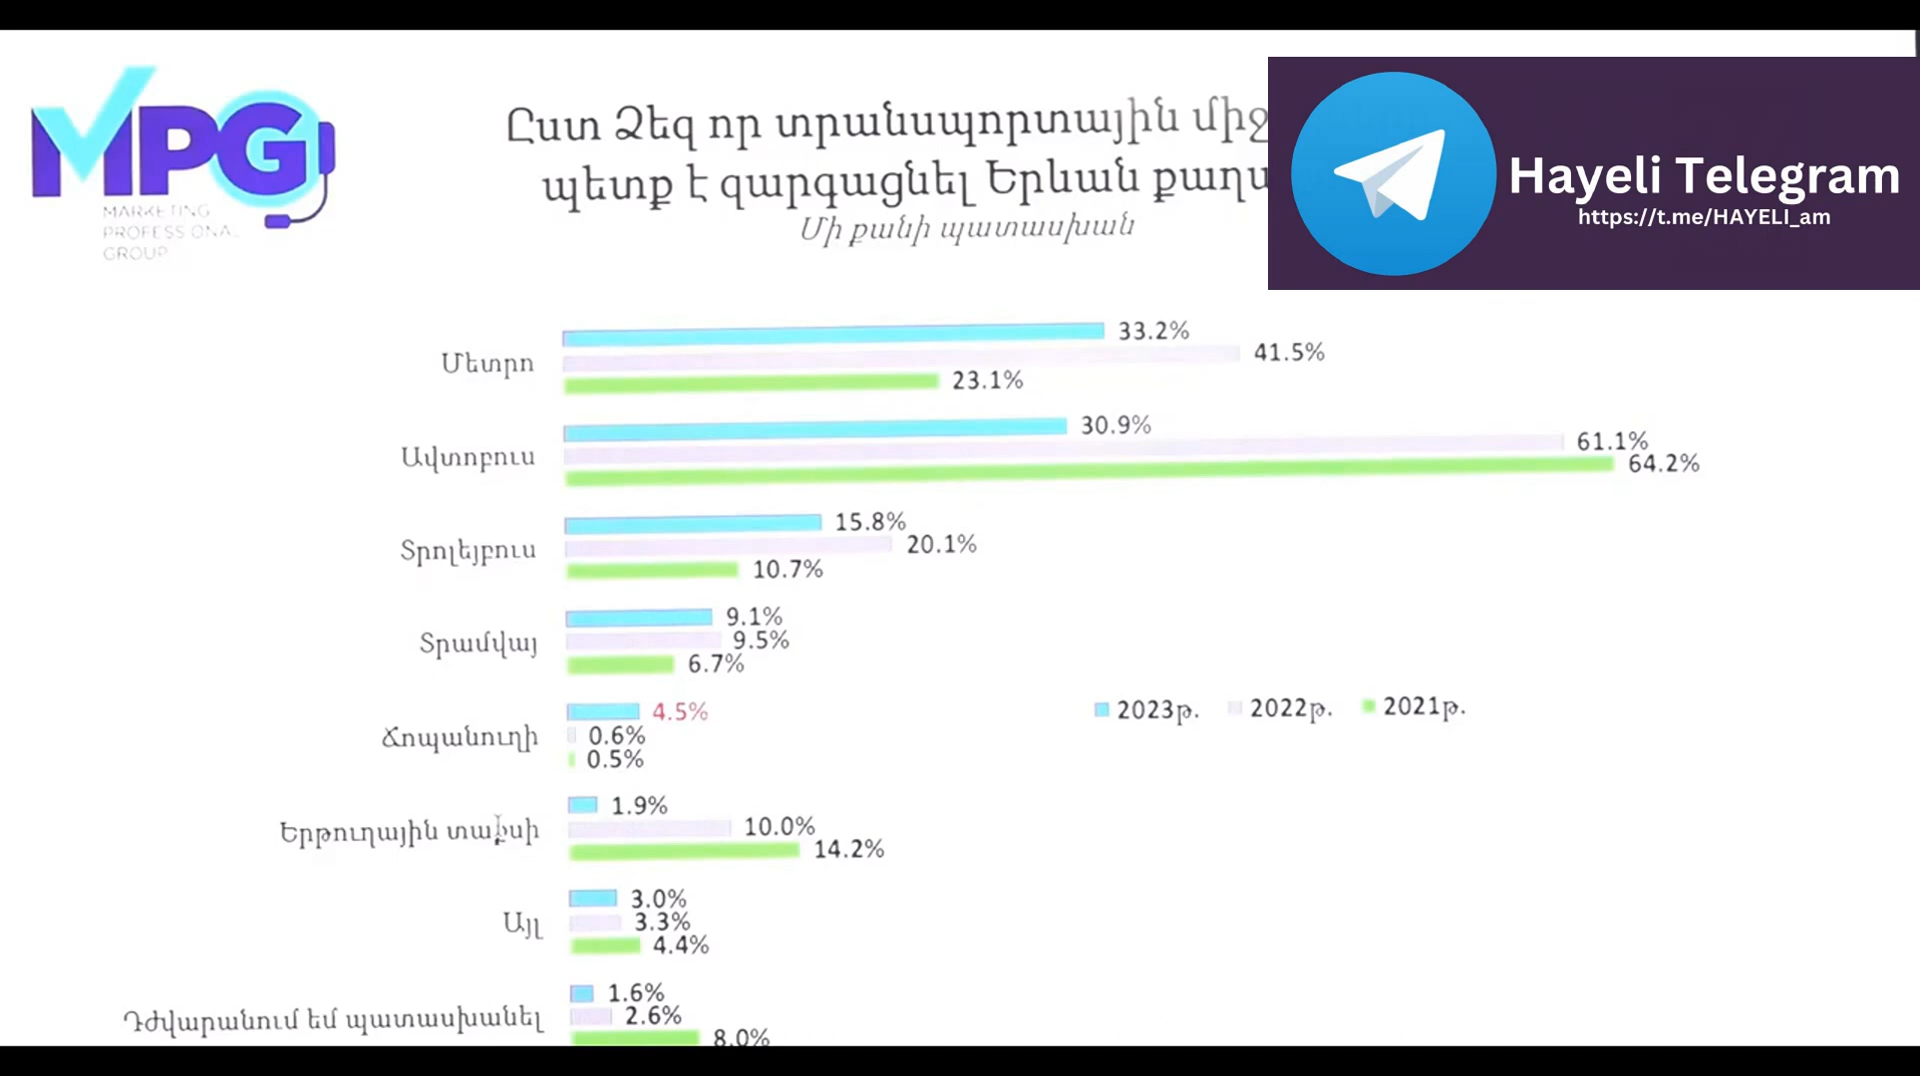 MPG
MARKETING
PROFESSIONAL
GROUP
Ըստ Ձեզ որ տրանսպորտային
պետք է զարգացնել Երևան
Մի քանի պատասխան
Hayeli Telegram
https://t.me/HAYELI_am
Մետրո
33.2%
41.5%
23.1%
Ավտոբուս
30.9%
61.1%
64.2%
Տրոլեյբուս
15.8%
20.1%
10.7%
Տրամվայ
9.1%
9.5%
6.7%
Ճոպանուղի
4.5%
0.6%
0.5%
2023թ. 2022թ. 2021թ.
Երթուղային տաքսի
1.9%
10.0%
14.2%
Այլ
3.0%
3.3%
4.4%
Դժվարանում եմ պատասխանել
1.6%
2.6%
8.0%